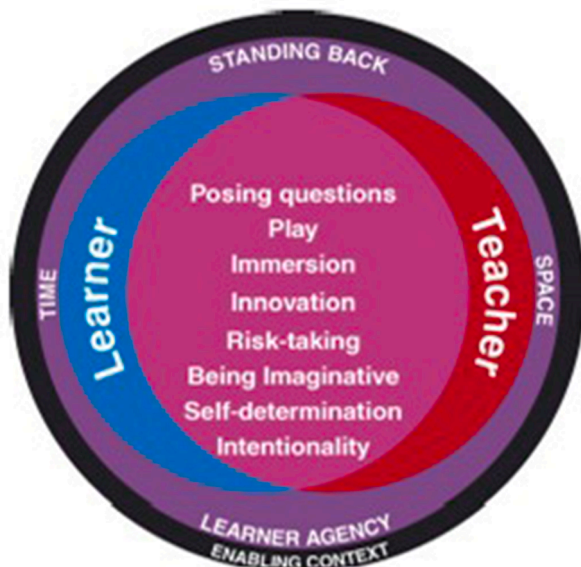 STANDING BACK
Learner
Teacher
TIME
SPACE
Posing questions
Play
Immersion
Innovation
Risk-taking
Being Imaginative
Self-determination
Intentionality
LEARNER AGENCY
ENABLING CONTEXT